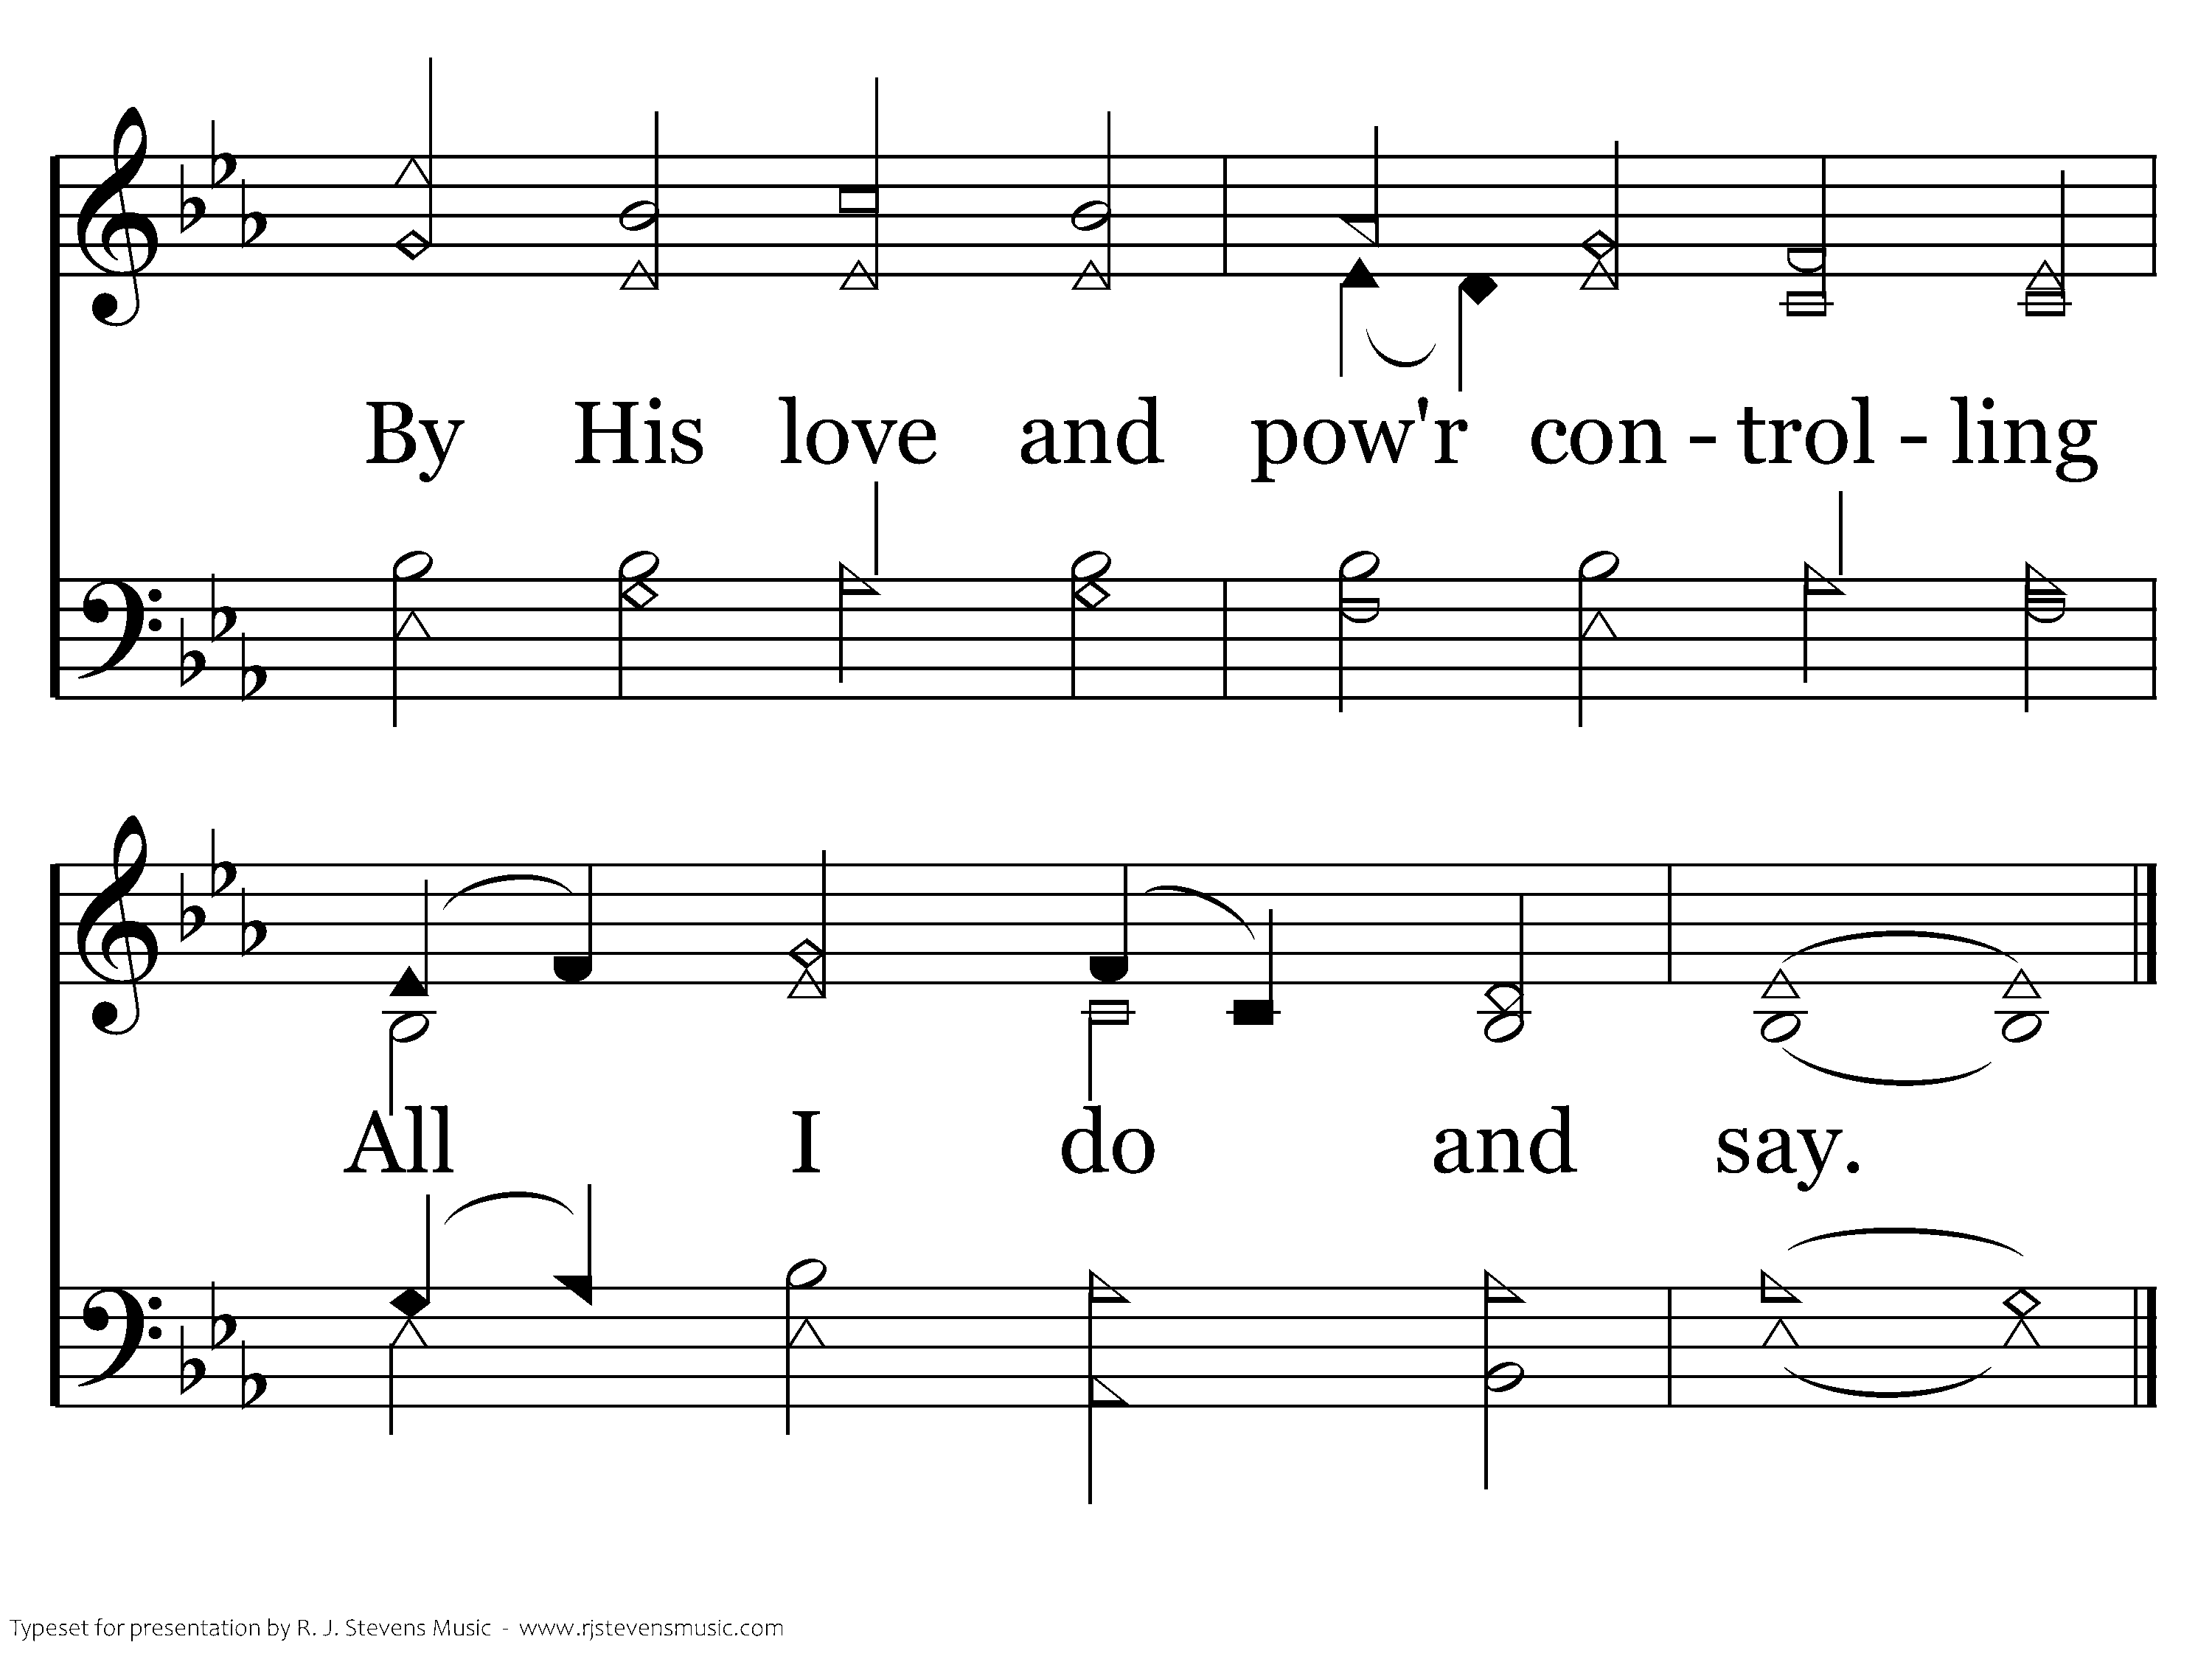 By His love and pow'r con - trol - ling
All I do and say.
Typeset for presentation by R. J. Stevens Music - www.rjstevensmusic.com